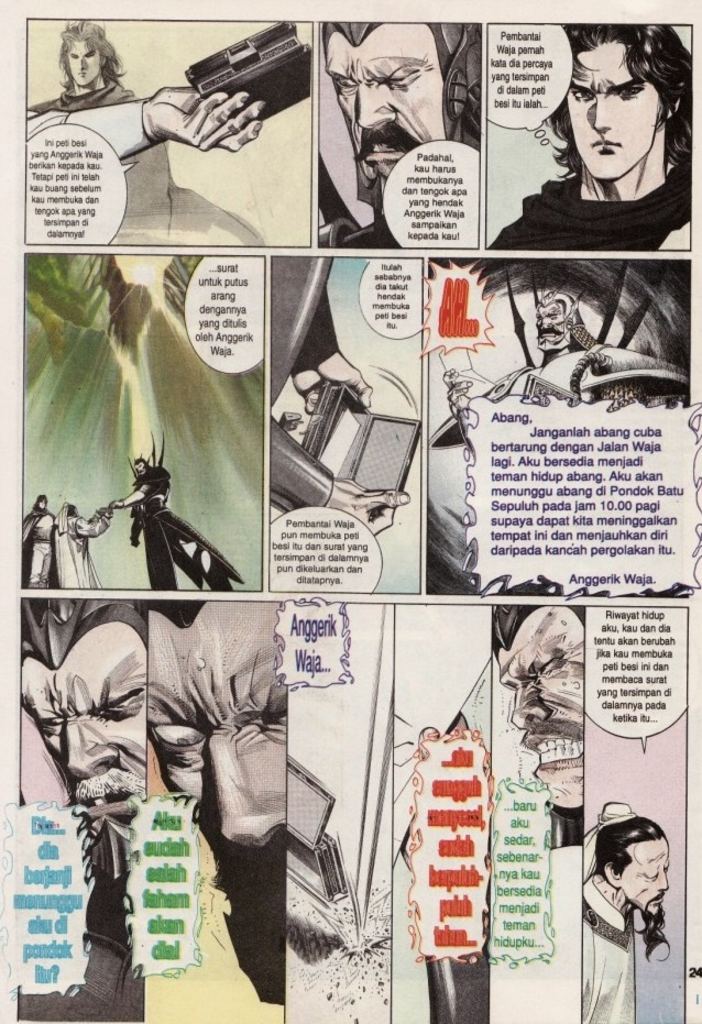 Ini peti besi
yang Anggerik Waja
berikan kepada kau.
Tetapi peti ini telah
kau buang sebelum
kau membuka dan
tengok apa yang
tersimpan di
dalamnya!
Padahal,
kau harus
membukanya
dan tengok apa
yang hendak
Anggerik Waja
sampaikan
kepada kau!
Pembantai
Waja pernah
kata dia percaya
yang tersimpan
di dalam peti
besi itu ialah...
...surat
untuk putus
arang
dengannya
yang ditulis
oleh Anggerik
Waja.
Itulah
sebabnya
dia takut
hendak
membuka
peti besi
itu.
Pembantai Waja
pun membuka peti
besi itu dan surat yang
tersimpan di dalamnya
pun dikeluarkan dan
ditatapnya.
AH...
Abang,
Janganlah abang cuba
bertarung dengan Jalan Waja
lagi. Aku bersedia menjadi
teman hidup abang. Aku akan
menunggu abang di Pondok Batu
Sepuluh pada jam 10.00 pagi
supaya dapat kita meninggalkan
tempat ini dan menjauhkan diri
daripada kancah pergolakan itu.
Anggerik Waja.
Dia...
dia
berjanji
menunggu
aku di
pondok
itu?
Aku
sudah
salah
faham
akan
dia!
Anggerik
Waja...
...aku
sungguh
sudah
berpuluh-
puluh
tahun...
...baru
aku
sedar,
sebenar-
nya kau
bersedia
menjadi
teman
hidupku...
Riwayat hidup
aku, kau dan dia
tentu akan berubah
jika kau membuka
peti besi ini dan
membaca surat
yang tersimpan di
dalamnya pada
ketika itu...
24